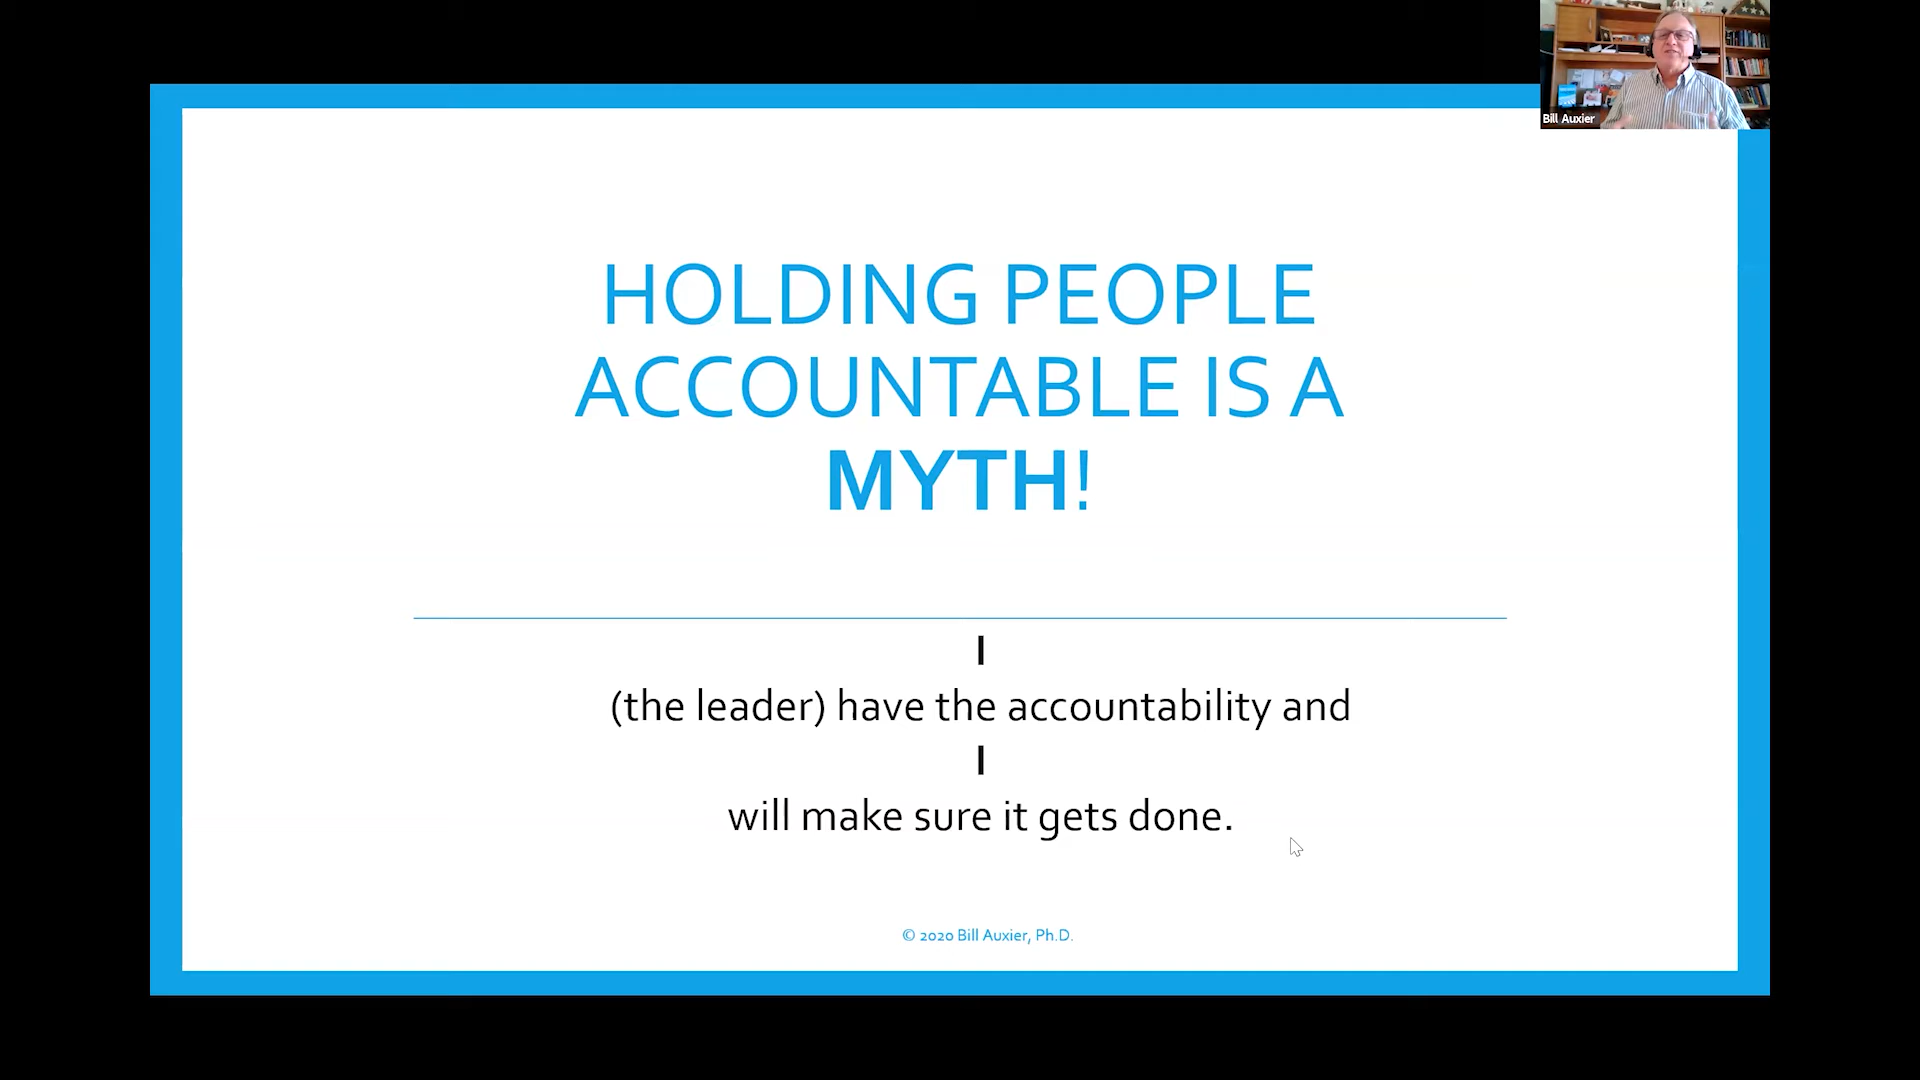 Bill Auxier
HOLDING PEOPLE
ACCOUNTABLE IS A
MYTH!
I
(the leader) have the accountability and
I
will make sure it gets done.
© 2020 Bill Auxier, Ph.D.